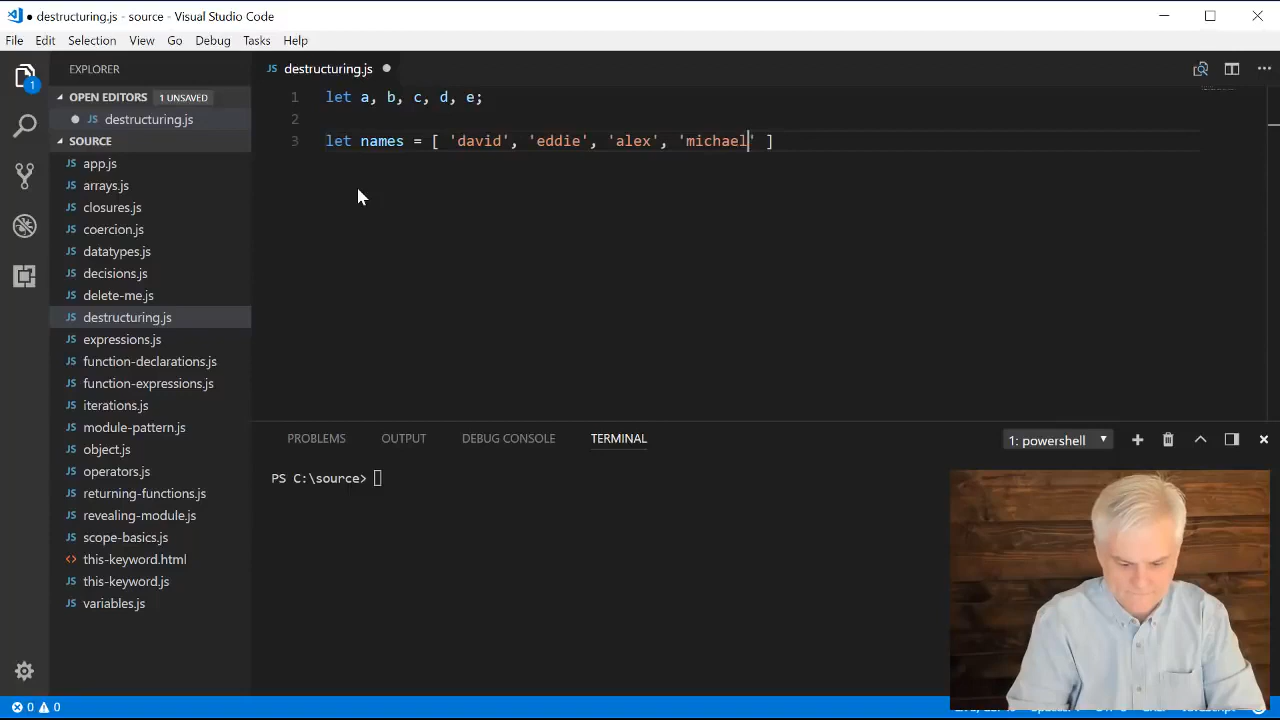 ● destructuring.js - source - Visual Studio Code
File Edit Selection View Go Debug Tasks Help
EXPLORER
JS destructuring.js ●
OPEN EDITORS 1 UNSAVED
● JS destructuring.js
SOURCE
JS app.js
JS arrays.js
JS closures.js
JS coercion.js
JS datatypes.js
JS decisions.js
JS delete-me.js
JS destructuring.js
JS expressions.js
JS function-declarations.js
JS function-expressions.js
JS iterations.js
JS module-pattern.js
JS object.js
JS operators.js
JS returning-functions.js
JS revealing-module.js
JS scope-basics.js
<> this-keyword.html
JS this-keyword.js
JS variables.js
1
1 let a, b, c, d, e;
2
3 let names = [ 'david', 'eddie', 'alex', 'michael' ]
PROBLEMS OUTPUT DEBUG CONSOLE TERMINAL 1: powershell
PS C:\source>
0 0